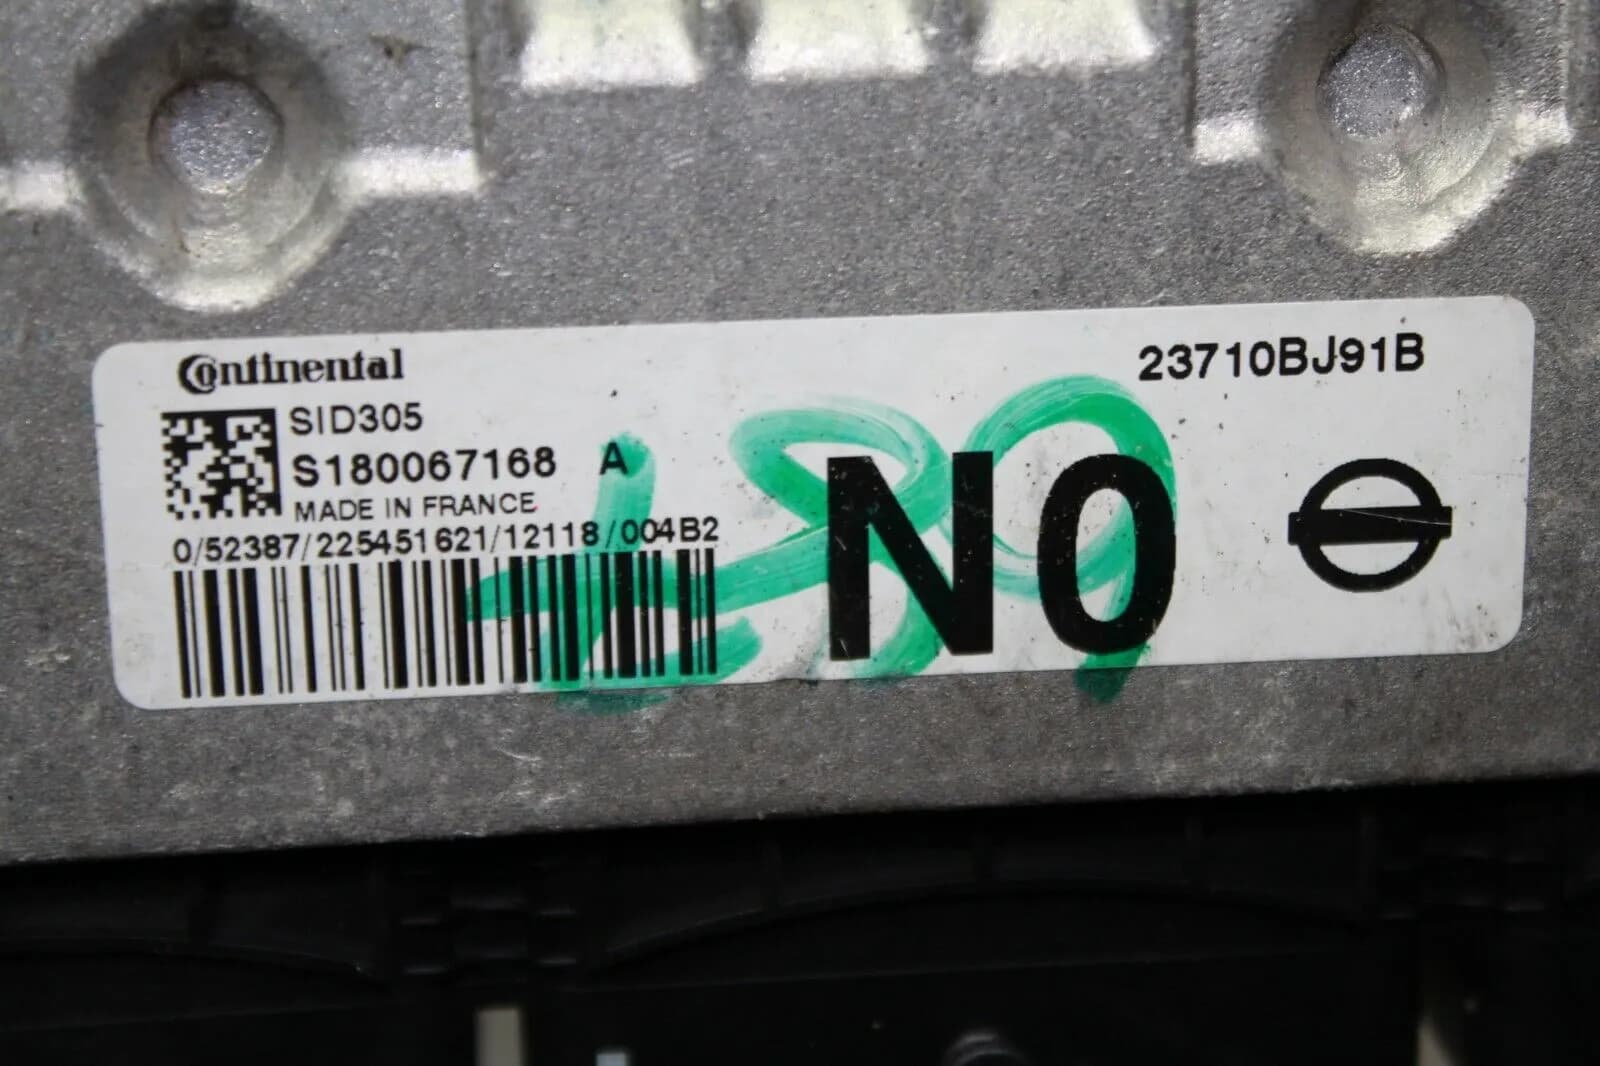 Continental
23710BJ91B
SID305
S180067168 A
MADE IN FRANCE
0/52387/225451621/12118/004B2
N0